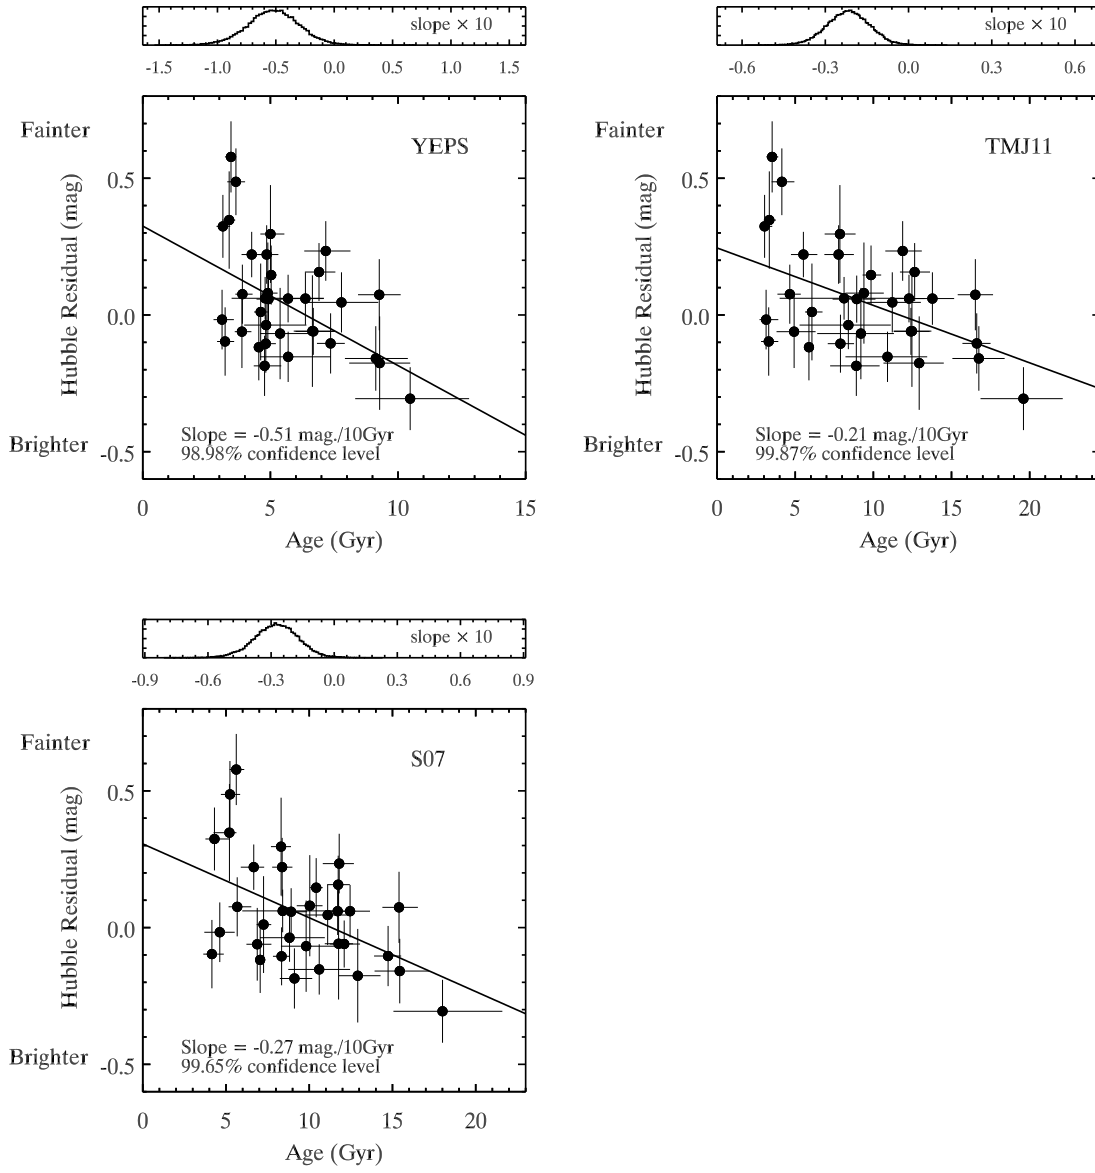 slope × 10
-1.5 -1.0 -0.5 0.0 0.5 1.0 1.5
Fainter
YEPS
0.5
Hubble Residual (mag)
0.0
Slope = -0.51 mag./10Gyr
98.98% confidence level
Brighter
-0.5
0 5 10 15
Age (Gyr)
slope × 10
-0.6 -0.3 0.0 0.3 0.6
Fainter
TMJ11
0.5
Hubble Residual (mag)
0.0
Slope = -0.21 mag./10Gyr
99.87% confidence level
Brighter
-0.5
0 5 10 15 20
Age (Gyr)
slope × 10
-0.9 -0.6 -0.3 0.0 0.3 0.6 0.9
Fainter
S07
0.5
Hubble Residual (mag)
0.0
Slope = -0.27 mag./10Gyr
99.65% confidence level
Brighter
-0.5
0 5 10 15 20
Age (Gyr)